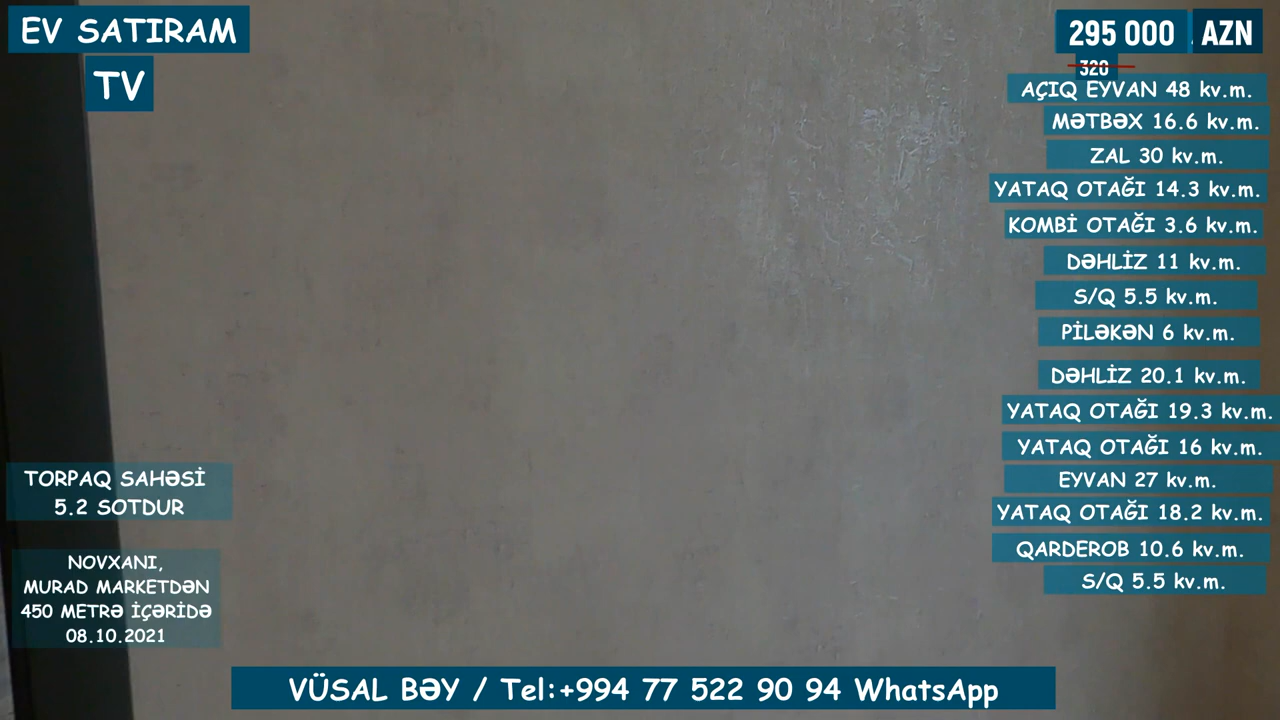 EV SATIRAM
TV
295 000 AZN
320
AÇIQ EYVAN 48 kv.m.
MƏTBƏX 16.6 kv.m.
ZAL 30 kv.m.
YATAQ OTAĞI 14.3 kv.m.
KOMBİ OTAĞI 3.6 kv.m.
DƏHLİZ 11 kv.m.
S/Q 5.5 kv.m.
PİLƏKƏN 6 kv.m.
DƏHLİZ 20.1 kv.m.
YATAQ OTAĞI 19.3 kv.m.
YATAQ OTAĞI 16 kv.m.
EYVAN 27 kv.m.
YATAQ OTAĞI 18.2 kv.m.
QARDEROB 10.6 kv.m.
S/Q 5.5 kv.m.
TORPAQ SAHƏSİ
5.2 SOTDUR
NOVXANI,
MURAD MARKETDƏN
450 METRƏ İÇƏRİDƏ
08.10.2021
VÜSAL BƏY / Tel:+994 77 522 90 94 WhatsApp